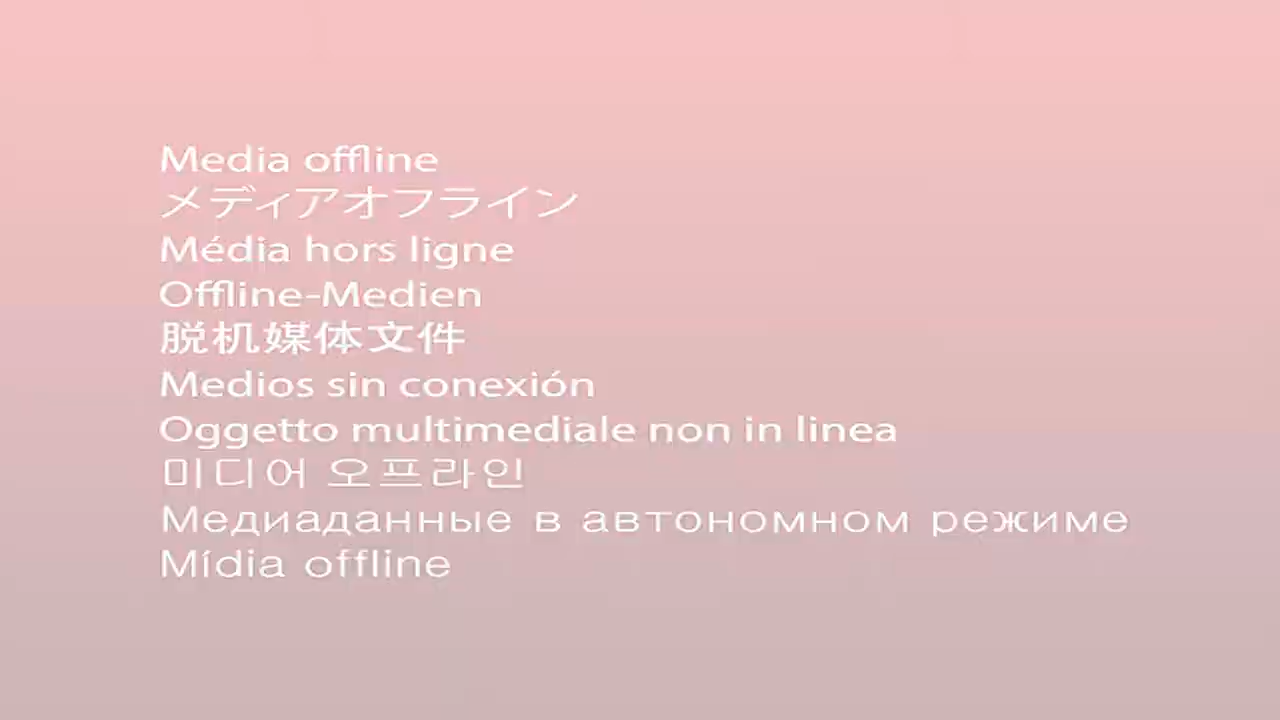 Media offline
メディアオフライン
Média hors ligne
Offline-Medien
脱机媒体文件
Medios sin conexión
Oggetto multimediale non in linea
미디어 오프라인
Медиаданные в автономном режиме
Mídia offline